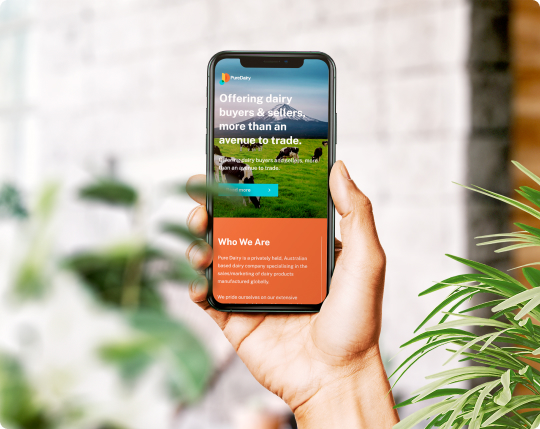 PureDairy
Offering dairy
buyers & sellers,
more than an
avenue to trade.
Offering dairy buyers and sellers, more
than an avenue to trade.
more
Who We Are
Pure Dairy is a privately held, Australian
based dairy company specialising in the
sales/marketing of dairy products
manufactured globally.
We pride ourselves on our extensive